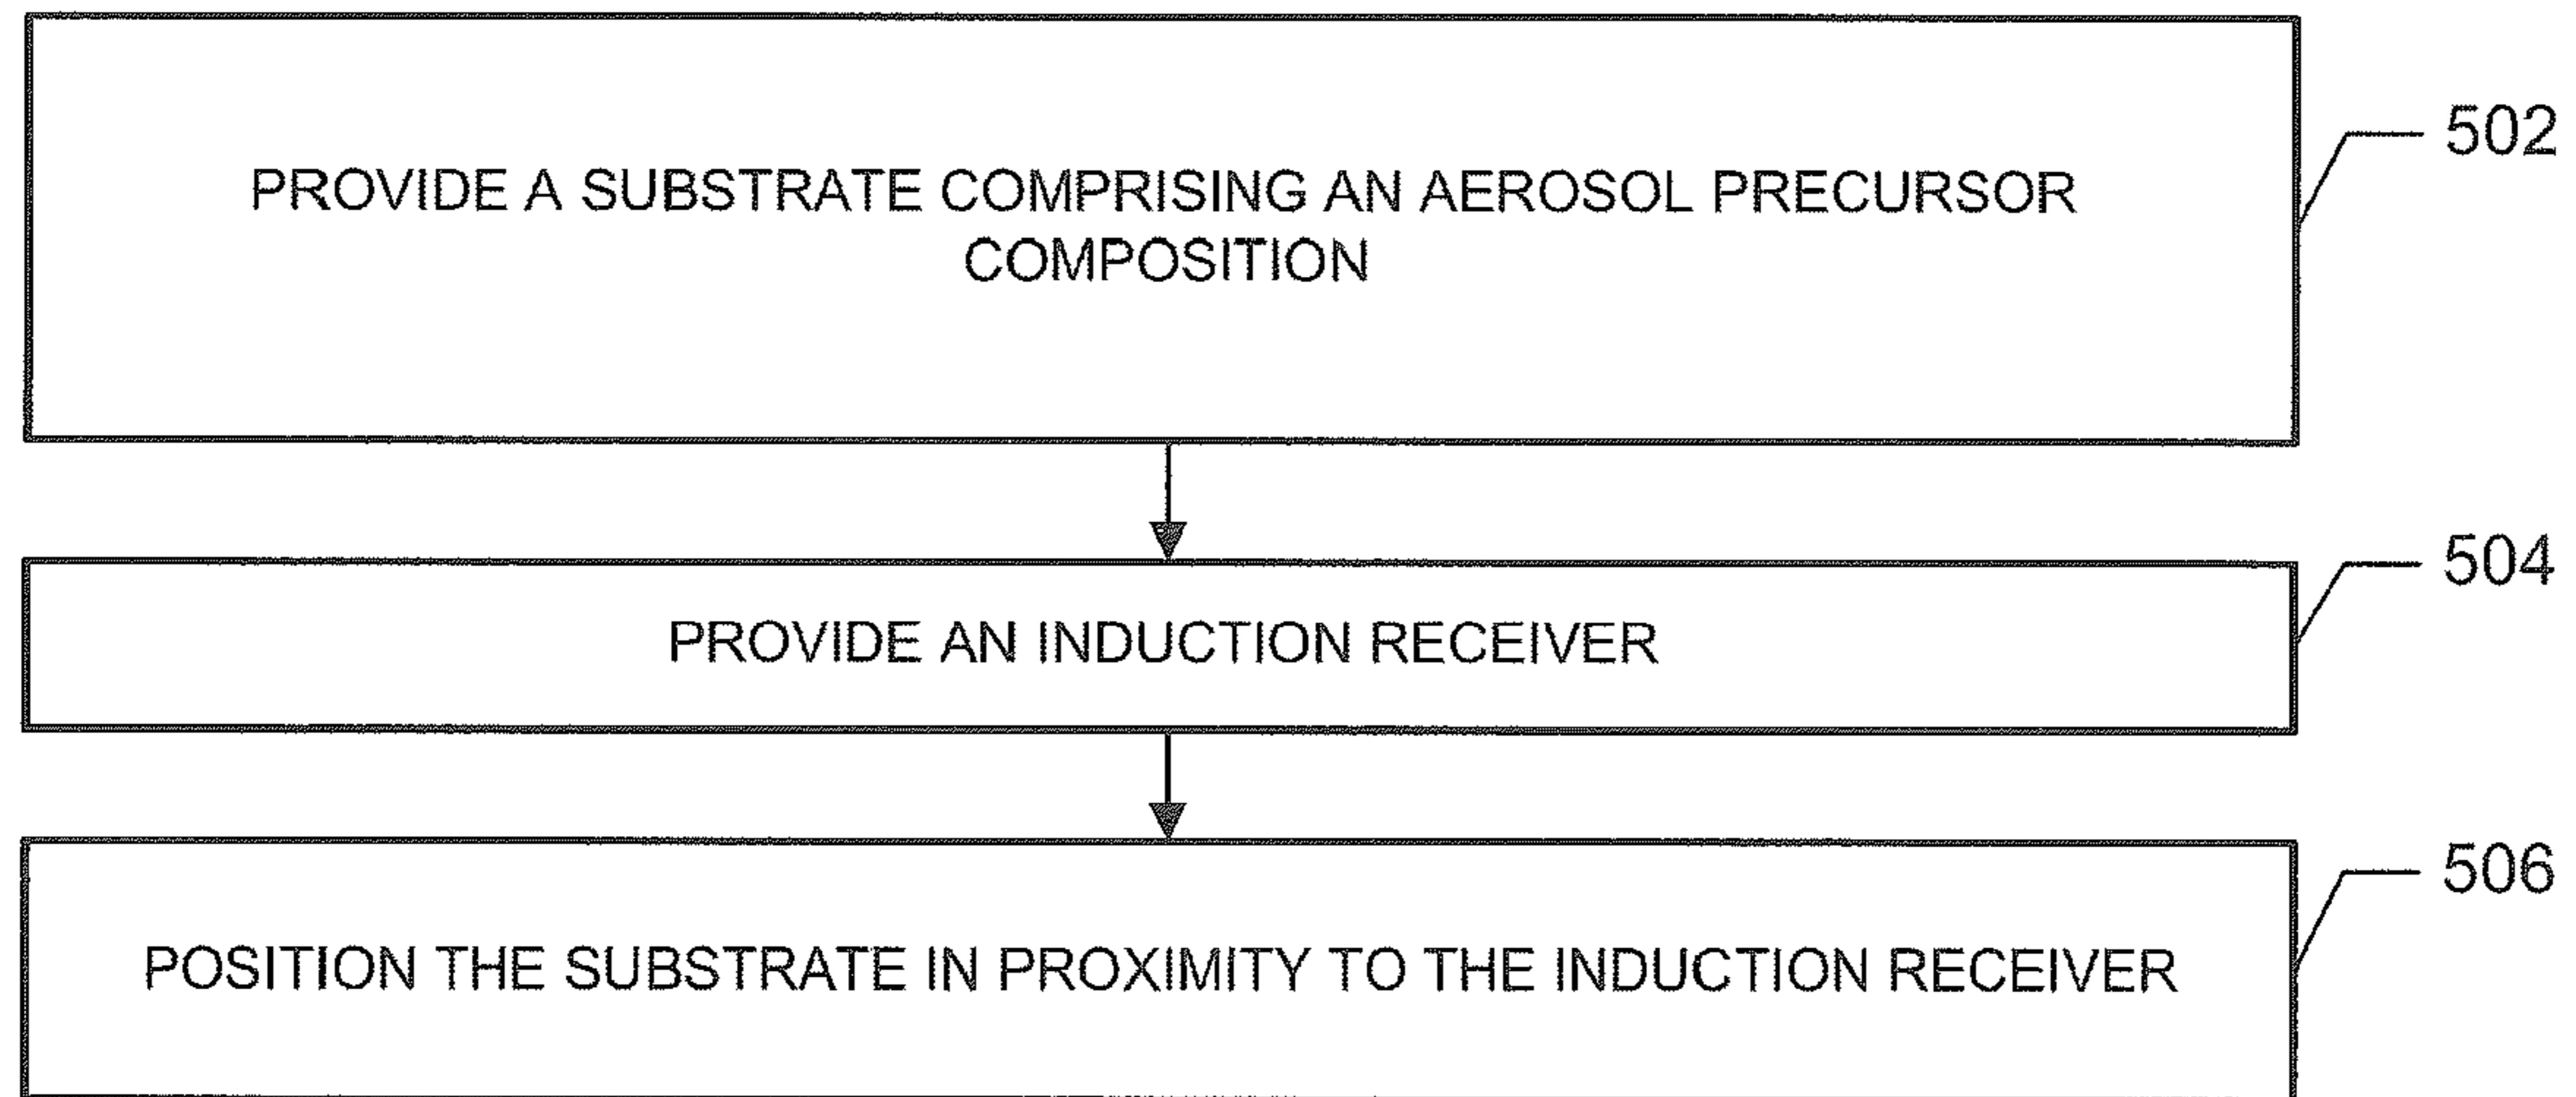 PROVIDE A SUBSTRATE COMPRISING AN AEROSOL PRECURSOR
COMPOSITION
502
PROVIDE AN INDUCTION RECEIVER
504
POSITION THE SUBSTRATE IN PROXIMITY TO THE INDUCTION RECEIVER
506